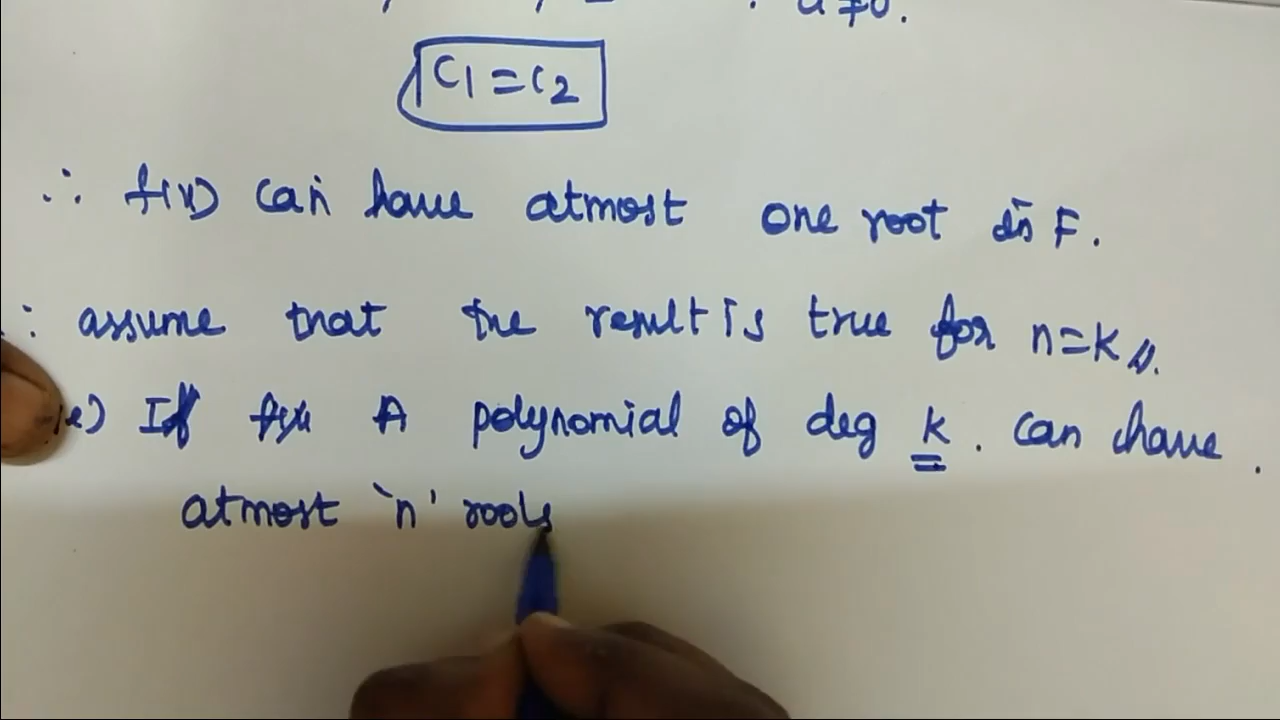 a≠0.
C1=C2
∴ f(x) can have atmost one root in F.
: assume that the result is true for n=k
e) If A polynomial of deg k. can have.
atmost 'n' roots